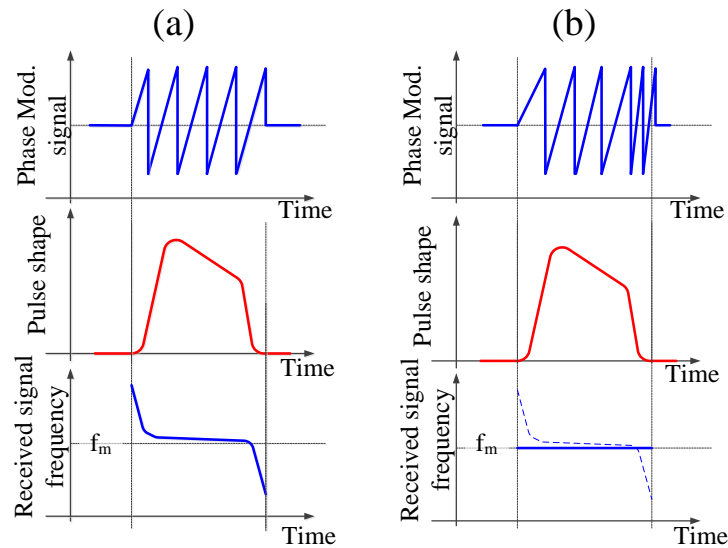 (a)
Phase Mod.
signal
Time
Pulse shape
Time
Received signal
frequency
fm
Time
(b)
Phase Mod.
signal
Time
Pulse shape
Time
Received signal
frequency
fm
Time